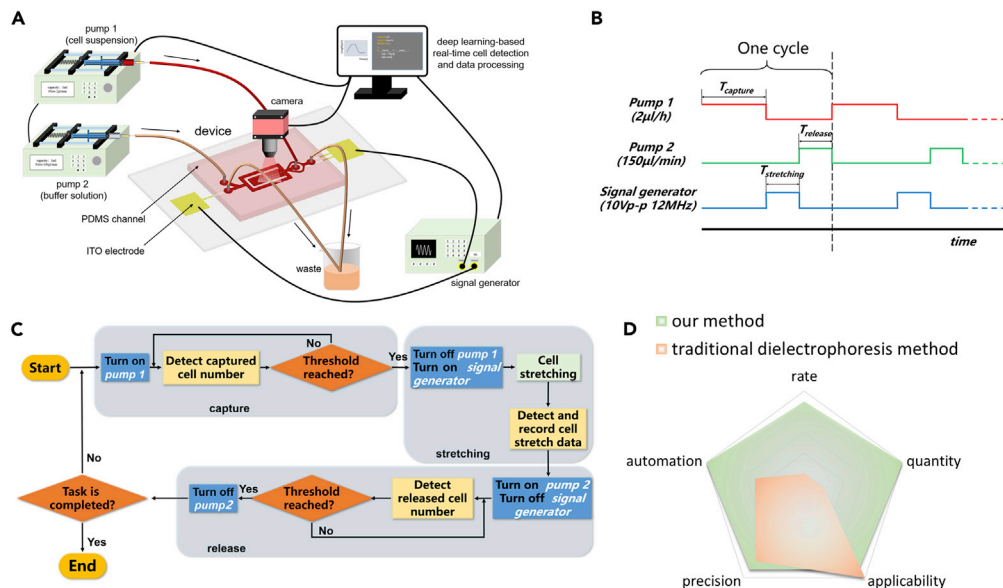 A
pump 1
(cell suspension)
deep learning-based
real-time cell detection
and data processing
camera
device
pump 2
(buffer solution)
PDMS channel
ITO electrode
waste
signal generator
B
One cycle
Tcapture
Pump 1
(2μl/h)
Trelease
Pump 2
(150μl/min)
Tstretching
Signal generator
(10Vp-p 12MHz)
time
C
Start
Turn on
pump 1
Detect captured
cell number
No
Threshold
reached?
capture
Yes
Turn off pump 1
Turn on signal
generator
Cell
stretching
Detect and
record cell
stretch data
stretching
Turn on pump 2
Turn off signal
generator
Detect
released cell
number
Threshold
reached?
No
Yes
Turn off
pump2
release
Task is
completed?
No
Yes
End
D
our method
traditional dielectrophoresis method
rate
automation
quantity
precision
applicability